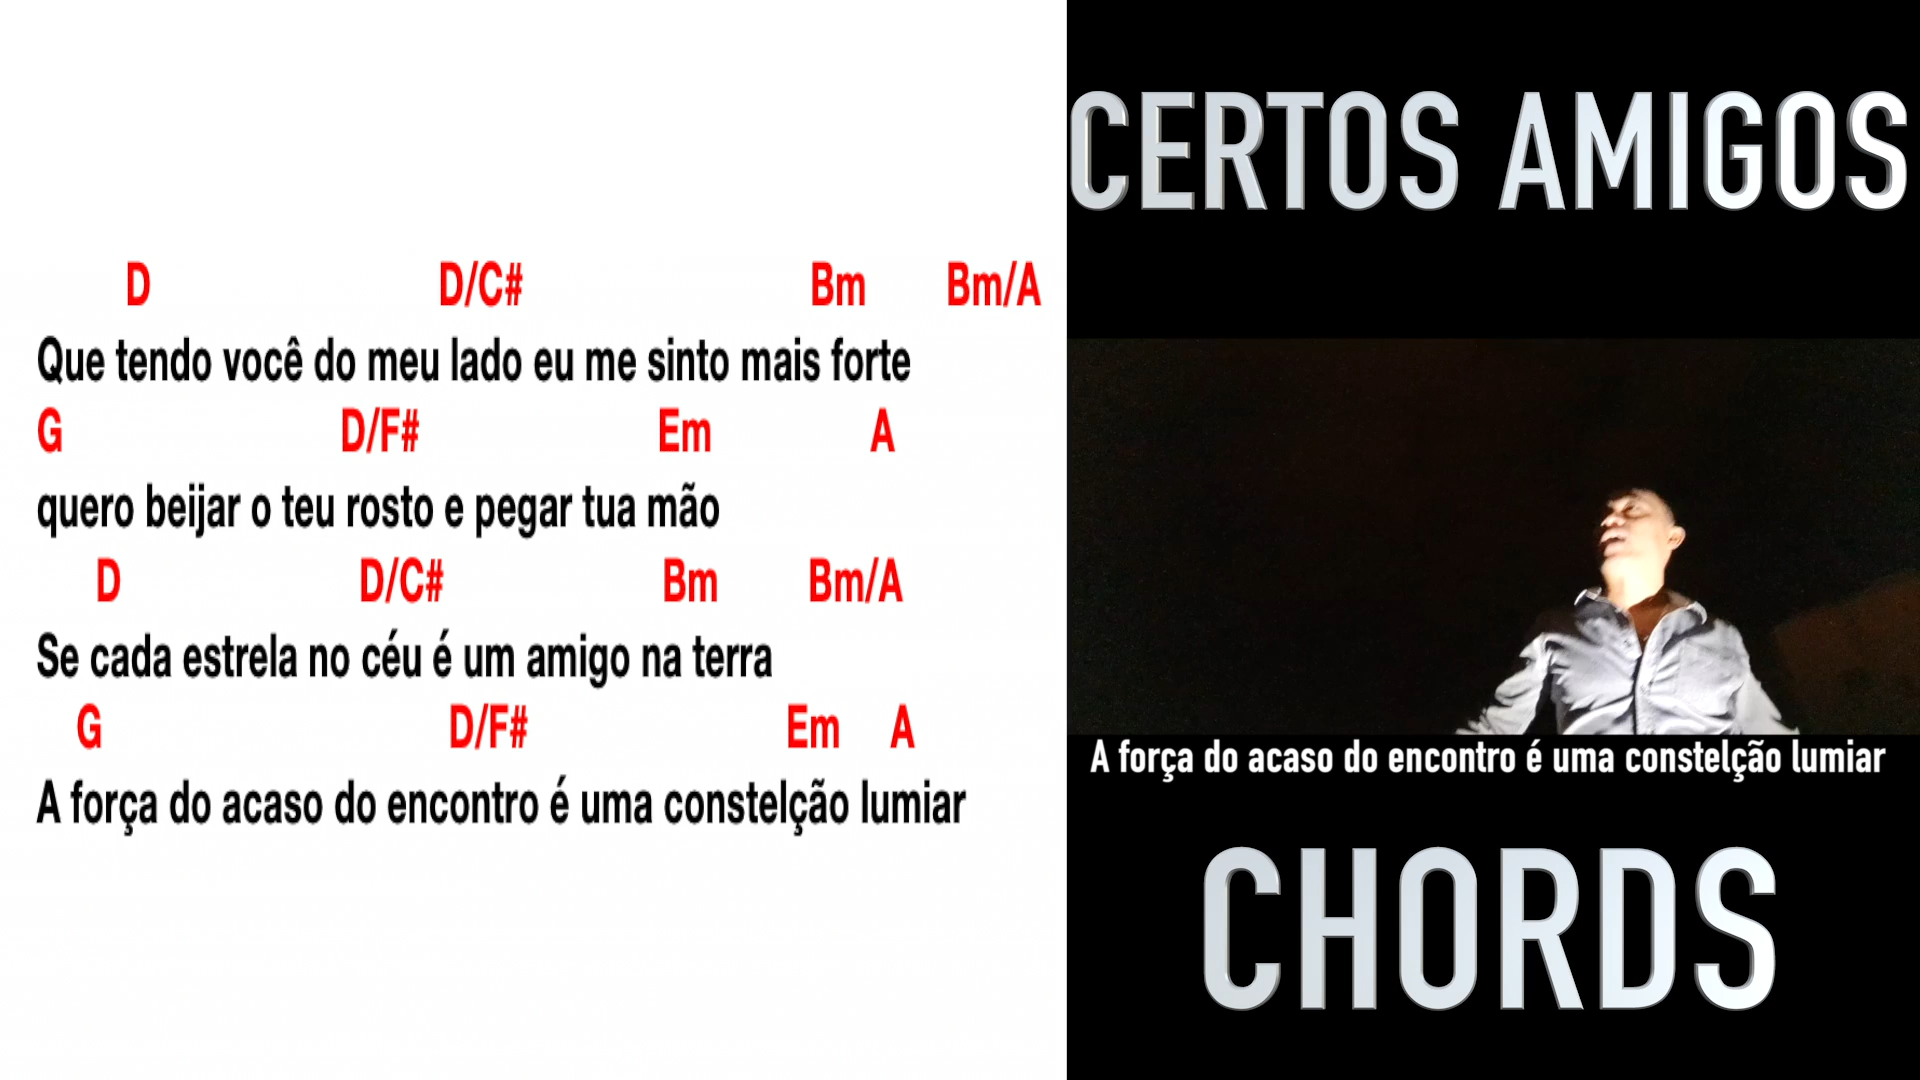 D D/C# Bm Bm/A
Que tendo você do meu lado eu me sinto mais forte
G D/F# Em A
quero beijar o teu rosto e pegar tua mão
D D/C# Bm Bm/A
Se cada estrela no céu é um amigo na terra
G D/F# Em A
A força do acaso do encontro é uma constelção lumiar
CERTOS AMIGOS
A força do acaso do encontro é uma constelção lumiar
CHORDS